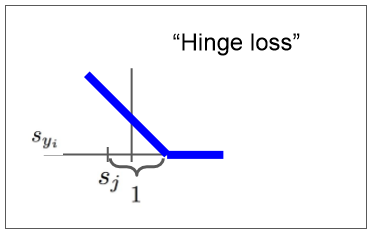 “Hinge loss”
s_{y_i}
s_j
1